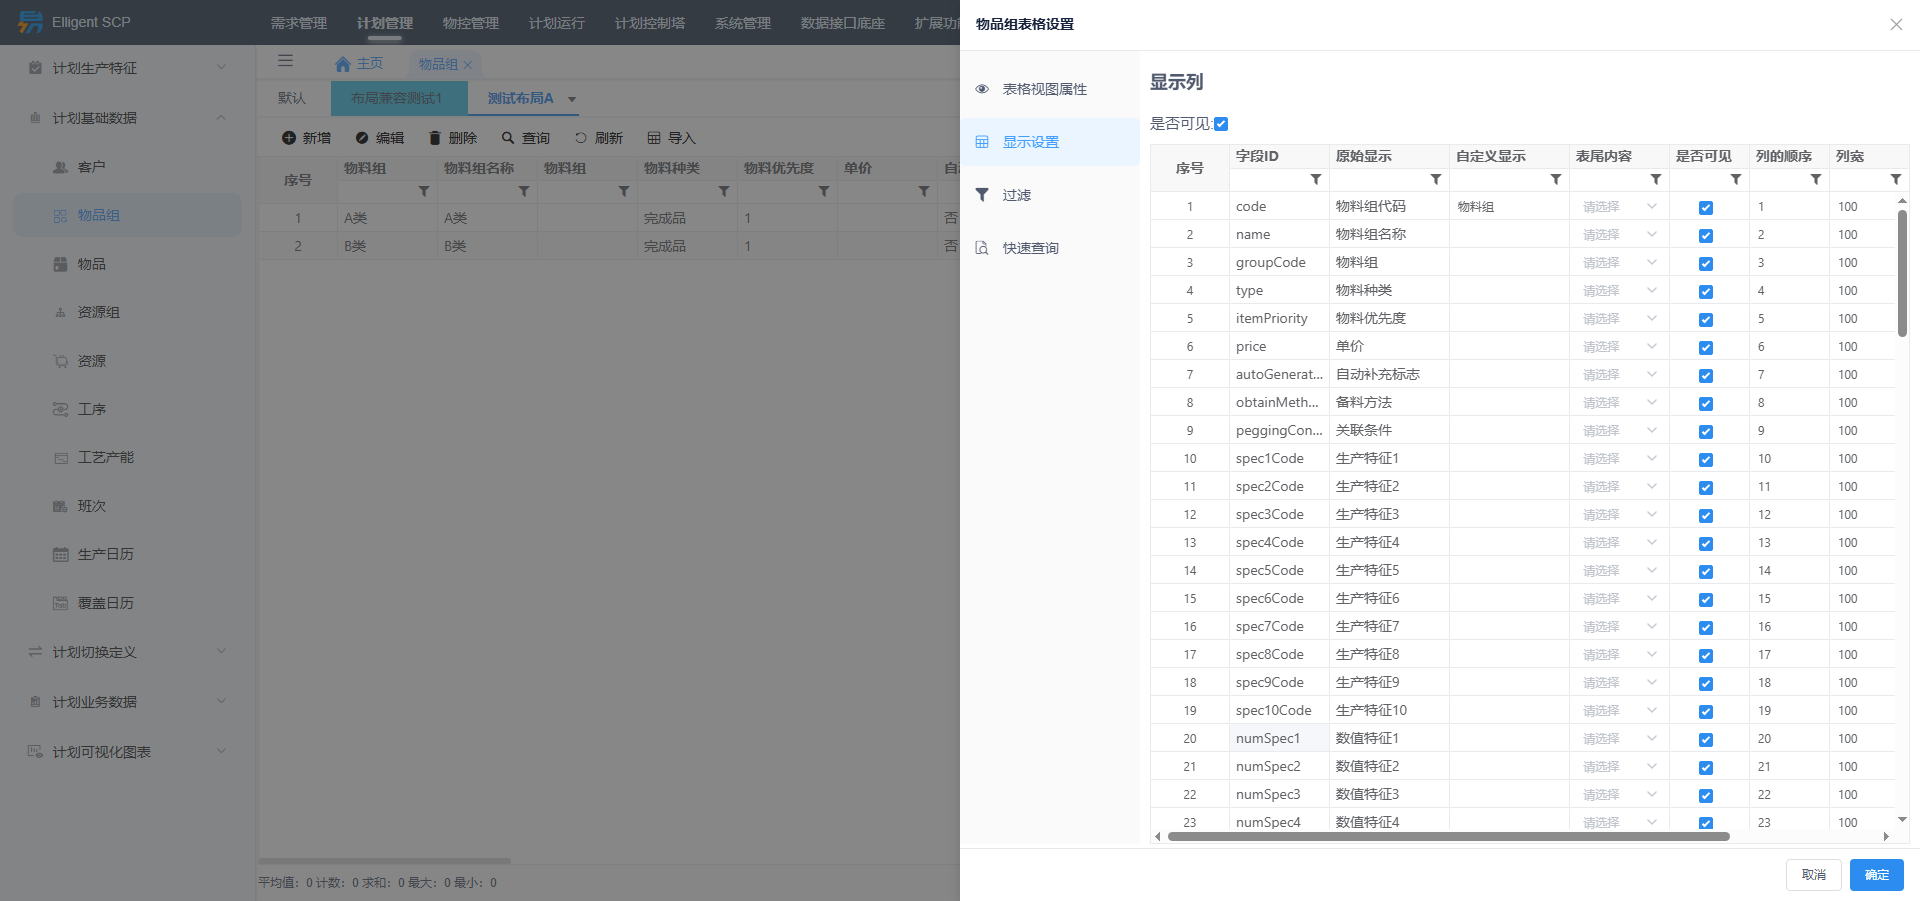 Elligent SCP
需求管理 计划管理 物控管理 计划运行 计划控制塔 系统管理 数据接口底座 扩展功
计划生产特征
计划基础数据
客户
物品组
物品
资源组
资源
工序
工艺产能
班次
生产日历
覆盖日历
计划切换定义
计划业务数据
计划可视化图表
主页 物品组
默认 布局兼容测试1 测试布局A
新增 编辑 删除 查询 刷新 导入
序号 物料组 物料组名称 物料组 物料种类 物料优先度 单价
1 A类 A类 完成品 1 否
2 B类 B类 完成品 1 否
平均值: 0 计数: 0 求和: 0 最大: 0 最小: 0
物品组表格设置
表格视图属性
显示设置
过滤
快速查询
显示列
是否可见:
序号 字段ID 原始显示 自定义显示 表尾内容 是否可见 列的顺序 列宽
1 code 物料组代码 物料组 请选择 1 100
2 name 物料组名称 请选择 2 100
3 groupCode 物料组 请选择 3 100
4 type 物料种类 请选择 4 100
5 itemPriority 物料优先度 请选择 5 100
6 price 单价 请选择 6 100
7 autoGenerat... 自动补充标志 请选择 7 100
8 obtainMeth... 备料方法 请选择 8 100
9 peggingCon... 关联条件 请选择 9 100
10 spec1Code 生产特征1 请选择 10 100
11 spec2Code 生产特征2 请选择 11 100
12 spec3Code 生产特征3 请选择 12 100
13 spec4Code 生产特征4 请选择 13 100
14 spec5Code 生产特征5 请选择 14 100
15 spec6Code 生产特征6 请选择 15 100
16 spec7Code 生产特征7 请选择 16 100
17 spec8Code 生产特征8 请选择 17 100
18 spec9Code 生产特征9 请选择 18 100
19 spec10Code 生产特征10 请选择 19 100
20 numSpec1 数值特征1 请选择 20 100
21 numSpec2 数值特征2 请选择 21 100
22 numSpec3 数值特征3 请选择 22 100
23 numSpec4 数值特征4 请选择 23 100
取消 确定